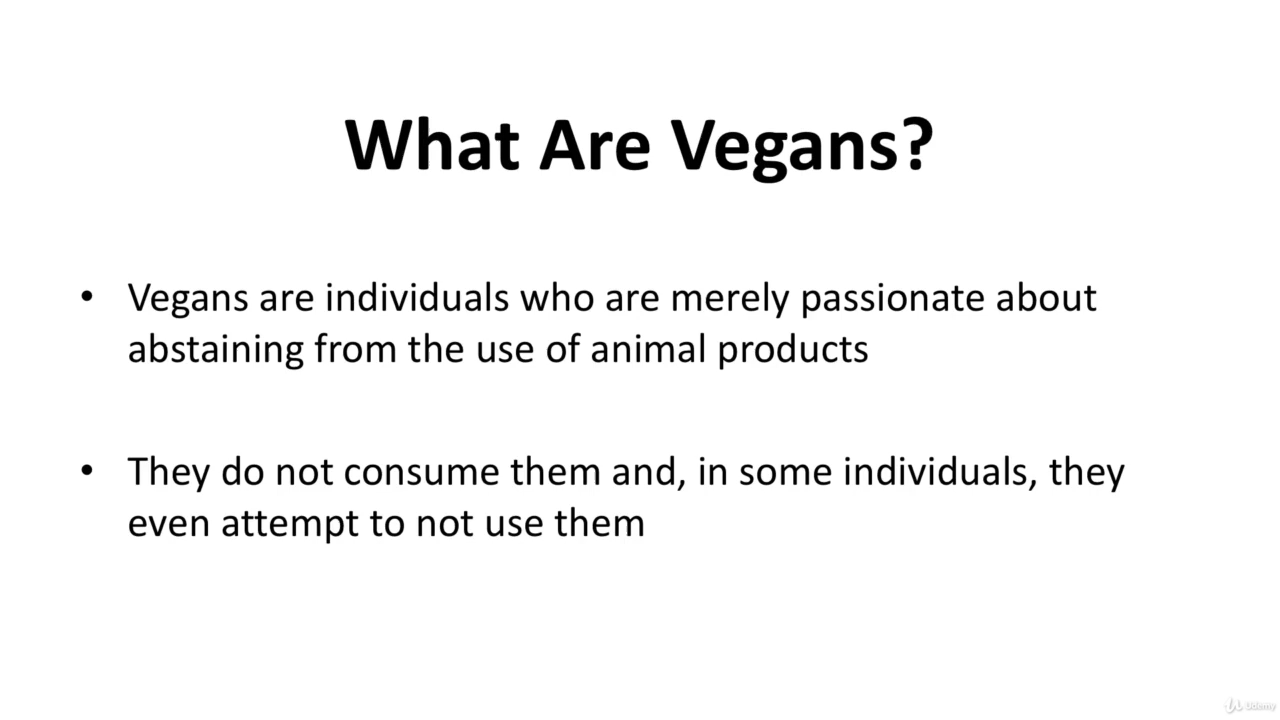 What Are Vegans?
• Vegans are individuals who are merely passionate about
abstaining from the use of animal products
• They do not consume them and, in some individuals, they
even attempt to not use them
Udemy